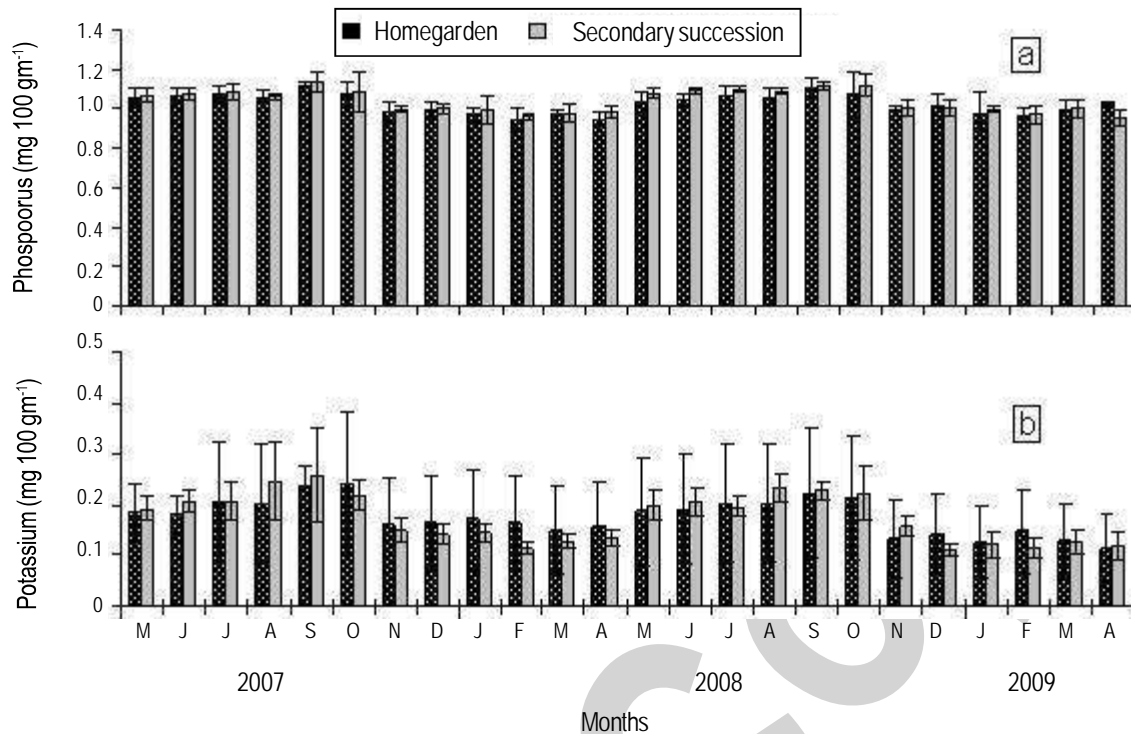 Homegarden Secondary succession
a
Phospoorus (mg 100 gm⁻¹)
1.4
1.2
1.0
0.8
0.6
0.4
0.2
0
b
Potassium (mg 100 gm⁻¹)
0.5
0.4
0.3
0.2
0.1
0
M J J A S O N D J F M A M J J A S O N D J F M A
2007 2008 2009
Months